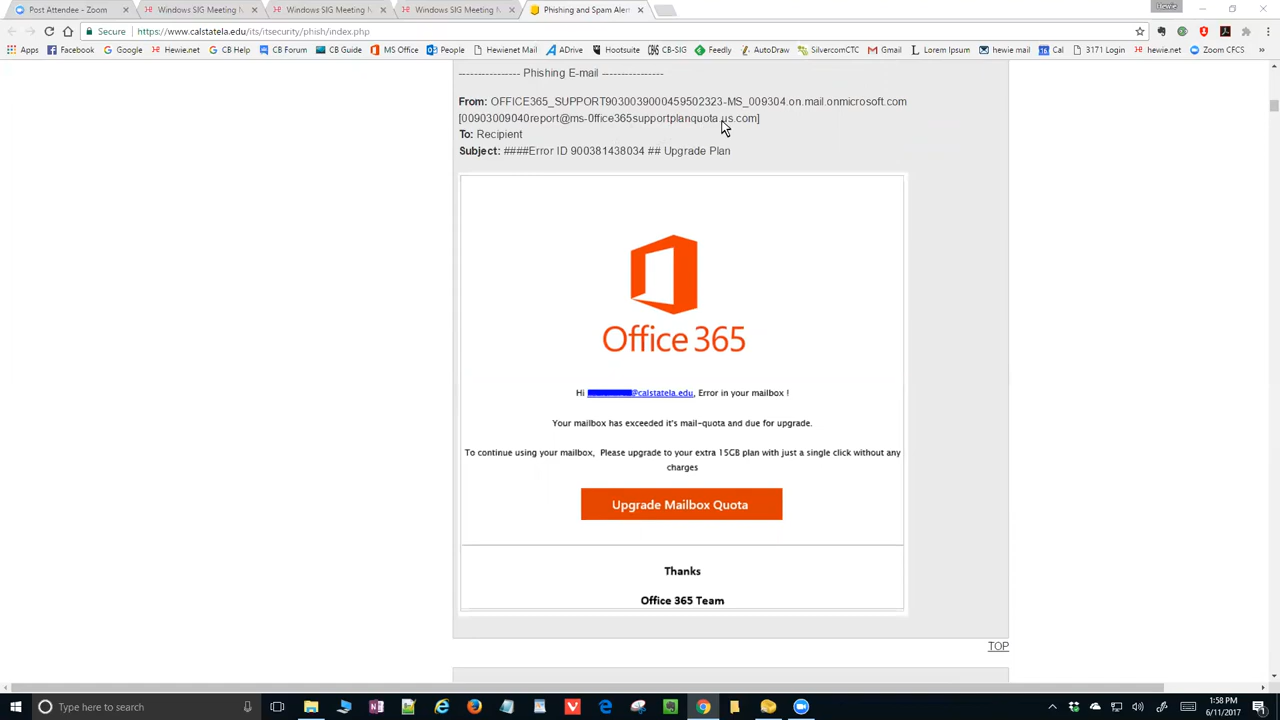 Post Attendee - Zoom
Windows SIG Meeting N
Windows SIG Meeting N
Windows SIG Meeting N
Phishing and Spam Alert
Hewie
Secure
https://www.calstatela.edu/its/itsecurity/phish/index.php
Apps
Facebook
Google
Hewie.net
CB Help
CB Forum
CB Guide
MS Office
People
Hewienet Mail
ADrive
Hootsuite
CB-SIG
Feedly
AutoDraw
SilvercomCTC
Gmail
Lorem Ipsum
hewie mail
Cal
3171 Login
hewie.net
Zoom CFCS
---------------- Phishing E-mail ----------------
From: OFFICE365_SUPPORT9030039000459502323-MS_009304.on.mail.onmicrosoft.com
[00903009040report@ms-0ffice365supportplanquota.us.com]
To: Recipient
Subject: ####Error ID 900381438034 ## Upgrade Plan
Office 365
Hi @calstatela.edu, Error in your mailbox !
Your mailbox has exceeded it's mail-quota and due for upgrade.
To continue using your mailbox, Please upgrade to your extra 15GB plan with just a single click without any
charges
Upgrade Mailbox Quota
Thanks
Office 365 Team
TOP
Type here to search
1:58 PM
6/11/2017